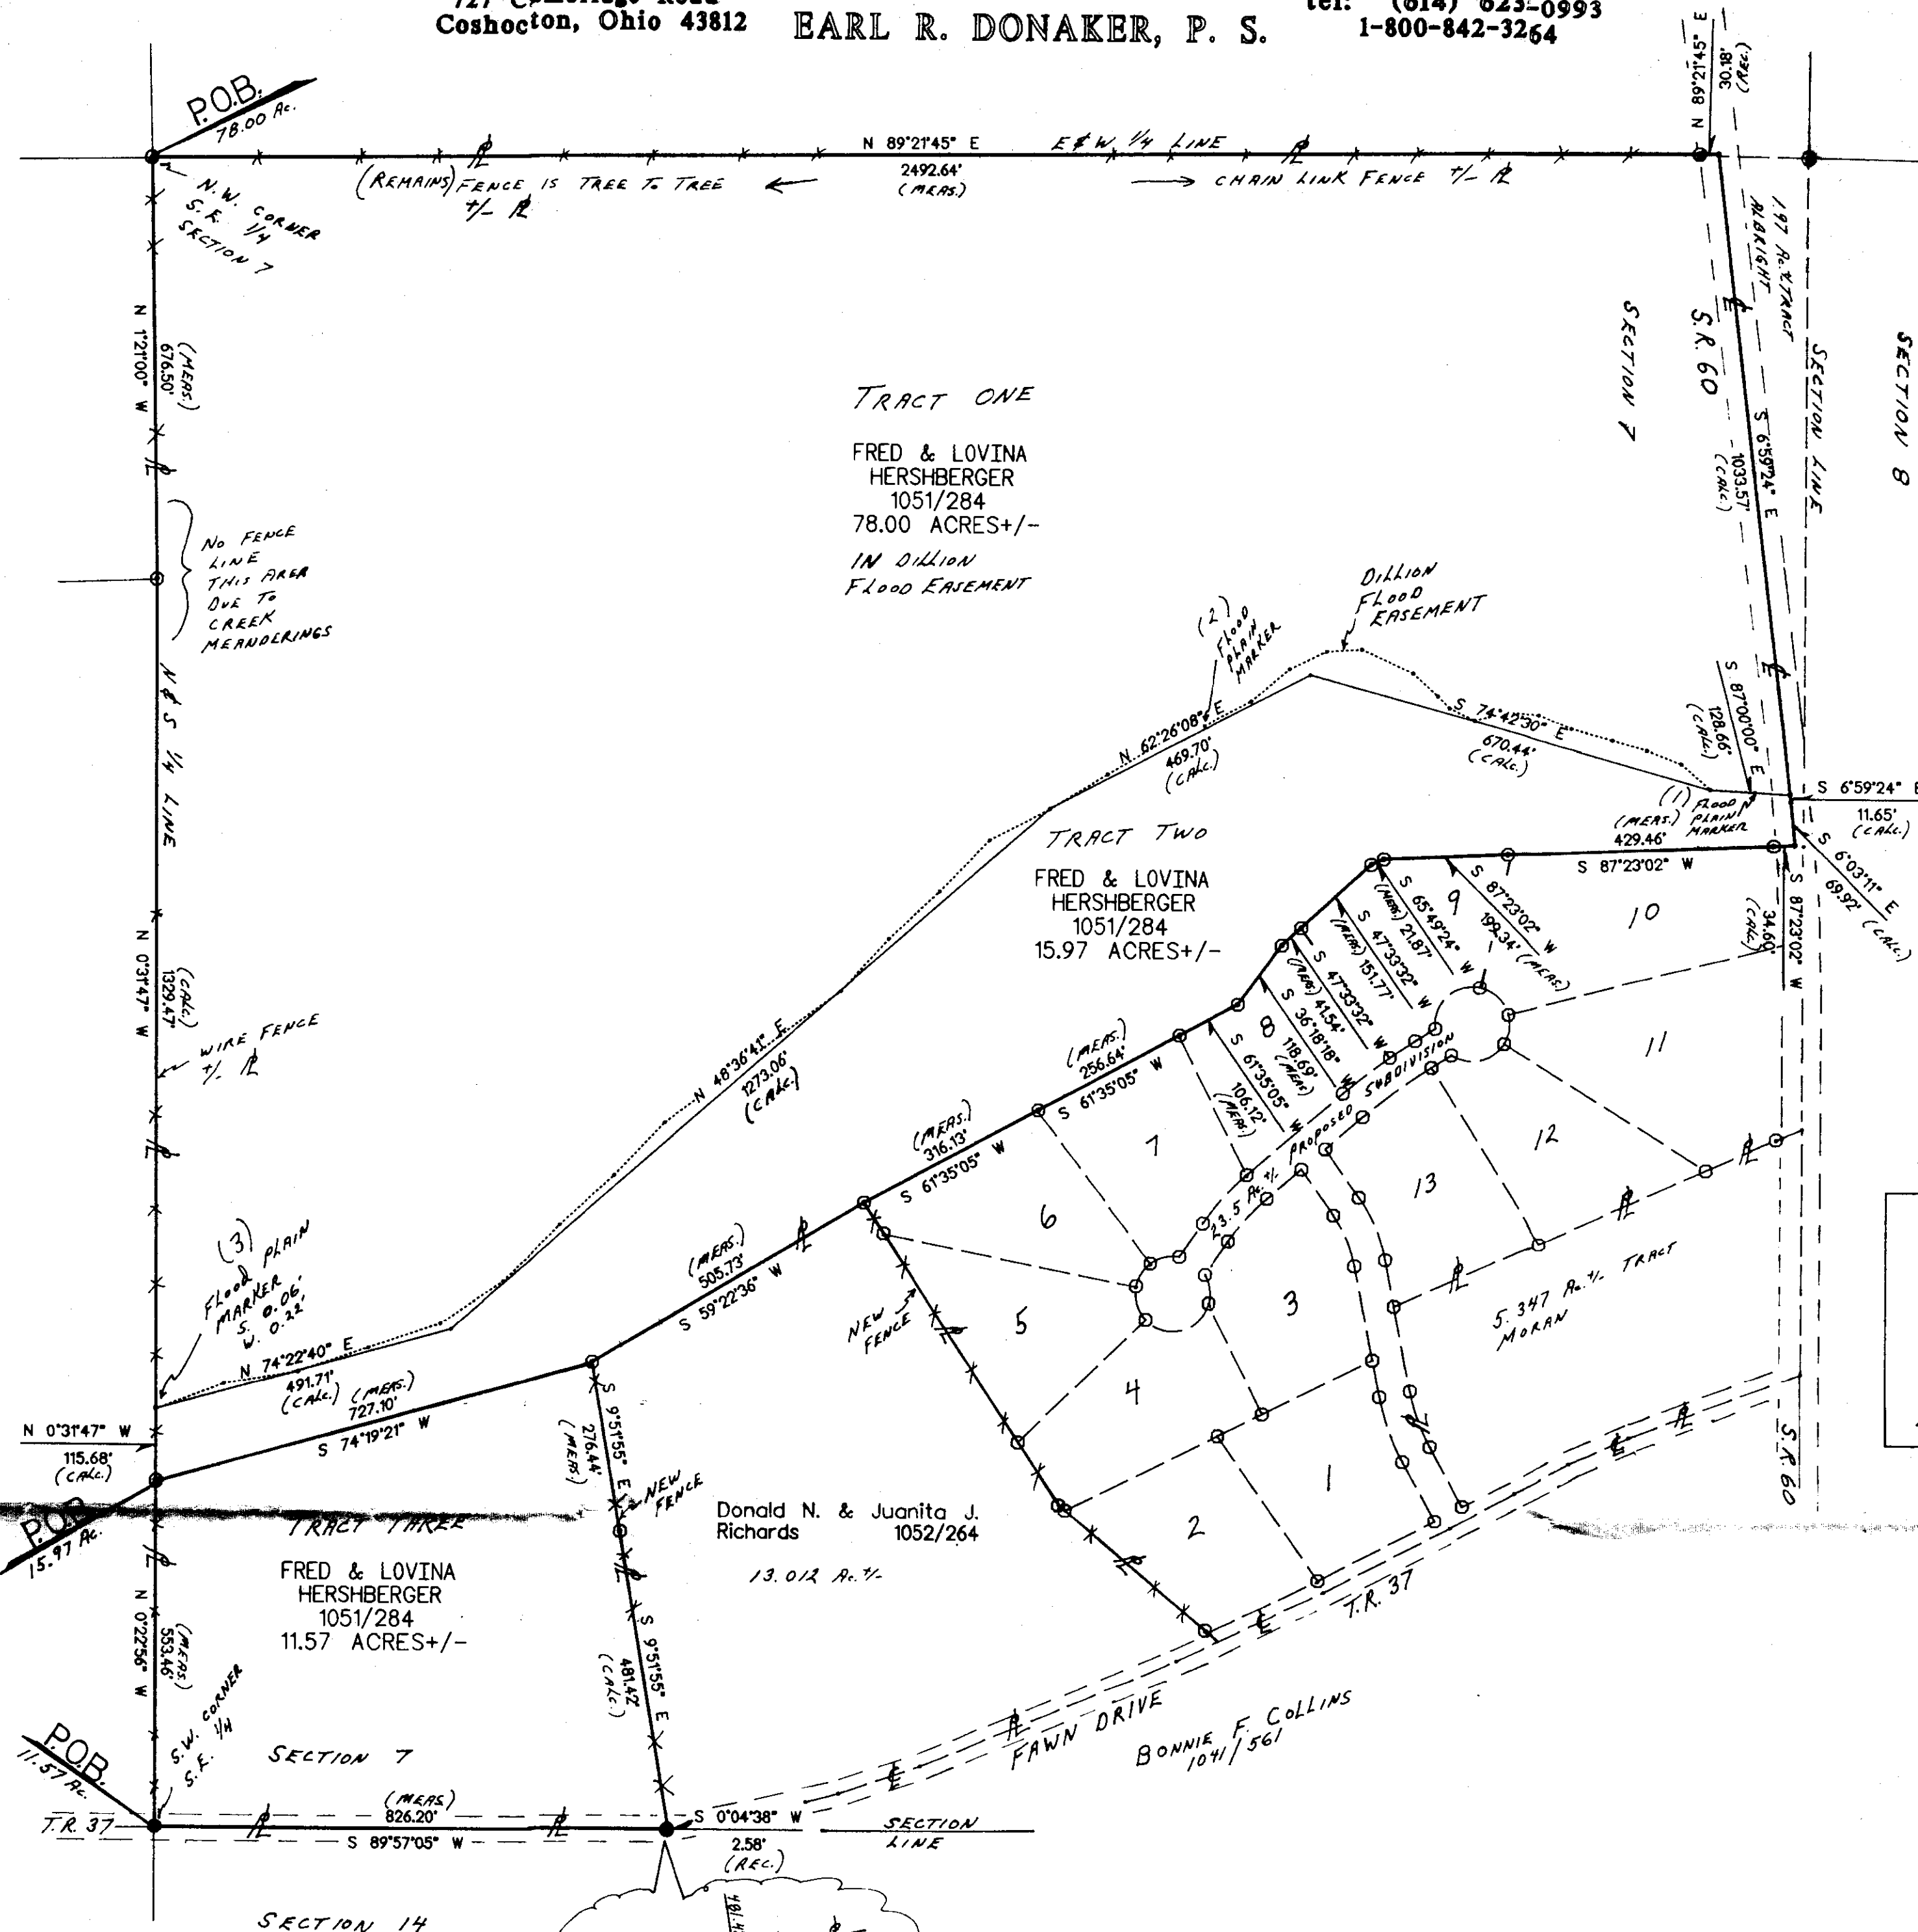 Coshocton, Ohio 43812
EARL R. DONAKER, P. S.
tel: (614) 623-0993
1-800-842-3264
P.O.B.
78.00 Ac.
N 89°21'45" E
2492.64'
(MEAS.)
E & W 1/4 LINE
(REMAINS) FENCE IS TREE TO TREE
+/- PL
CHAIN LINK FENCE +/- PL
N 89°21'45" E
30.18'
(REC.)
N.W. CORNER
S.E. 1/4
SECTION 7
1.97 Ac. +/- TRACT
ALBRIGHT
SECTION 7
S.R. 60
SECTION LINE
SECTION 8
S 6°59'24" E
1033.57'
(CALC.)
N 1°21'00" W
676.50'
(MEAS.)
TRACT ONE
FRED & LOVINA
HERSHBERGER
1051/284
78.00 ACRES+/-
IN DILLION
FLOOD EASEMENT
NO FENCE
LINE
THIS AREA
DUE TO
CREEK
MEANDERINGS
DILLION
FLOOD
EASEMENT
(2)
FLOOD
PLAIN
MARKER
N & S 1/4 LINE
N 62°26'08" E
469.70'
(CALC.)
S 74°42'30" E
670.44'
(CALC.)
S 87°00'00" E
128.66'
(CALC.)
S 6°59'24" E
11.65'
(CALC.)
(1) FLOOD
PLAIN
MARKER
(MEAS.)
429.46'
S 87°23'02" W
S 6°03'11" E
69.92' (CALC.)
S 87°23'02" W
34.60'
(CALC.)
TRACT TWO
FRED & LOVINA
HERSHBERGER
1051/284
15.97 ACRES+/-
9
10
S 87°23'02" W
199.34' (MEAS.)
S 65°49'24" W
(MEAS.) 21.87'
S 47°33'32" W
(MEAS.) 151.77'
S 47°33'32" W
(MEAS.) 41.54'
S 36°18'18" W
118.69'
(MEAS)
8
S 61°35'05" W
106.12'
(MEAS.)
N 0°31'47" W
1329.47'
(CALC.)
WIRE FENCE
+/- PL
N 48°36'41" E
1273.06'
(CALC.)
(MEAS.)
256.64'
S 61°35'05" W
(MEAS.)
316.13'
S 61°35'05" W
11
PROPOSED SUBDIVISION
23.5 Ac. +/-
7
12
13
6
(3)
FLOOD PLAIN
MARKER
S. 0.06'
W. 0.22'
(MEAS.)
505.73'
S 59°22'36" W
NEW
FENCE
5
3
5.347 Ac. +/- TRACT
MORAN
N 74°22'40" E
491.71'
(CALC.)
(MEAS.)
727.10'
S 74°19'21" W
4
N 0°31'47" W
115.68'
(CALC.)
S 9°51'55" E
276.44'
(MEAS.)
S.R. 60
1
P.O.B.
15.97 Ac.
TRACT THREE
NEW
FENCE
Donald N. & Juanita J.
Richards 1052/264
13.012 Ac. +/-
2
FRED & LOVINA
HERSHBERGER
1051/284
11.57 ACRES+/-
T.R. 37
N 0°22'56" W
553.46'
(MEAS.)
S 9°51'55" E
481.42'
(CALC.)
S.W. CORNER
S.E. 1/4
P.O.B.
11.57 Ac.
SECTION 7
FAWN DRIVE
BONNIE F. COLLINS
1041/561
(MEAS)
826.20'
T.R. 37
S 89°57'05" W
S 0°04'38" W
2.58'
(REC.)
SECTION
LINE
SECTION 14